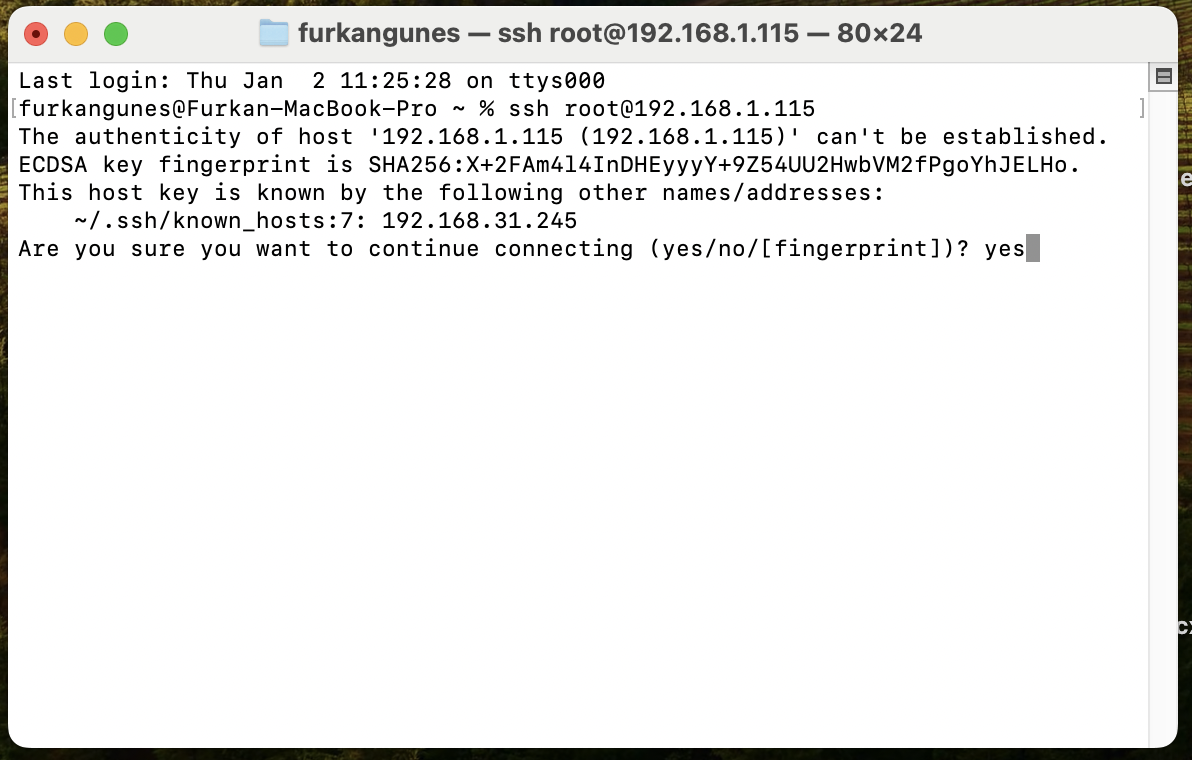 furkangunes — ssh root@192.168.1.115 — 80×24
Last login: Thu Jan  2 11:25:28 on ttys000
[furkangunes@Furkan-MacBook-Pro ~ % ssh root@192.168.1.115 ]
The authenticity of host '192.168.1.115 (192.168.1.115)' can't be established.
ECDSA key fingerprint is SHA256:X+2FAm4l4InDHEyyyY+9Z54UU2HwbVM2fPgoYhJELHo.
This host key is known by the following other names/addresses:
    ~/.ssh/known_hosts:7: 192.168.31.245
Are you sure you want to continue connecting (yes/no/[fingerprint])? yes